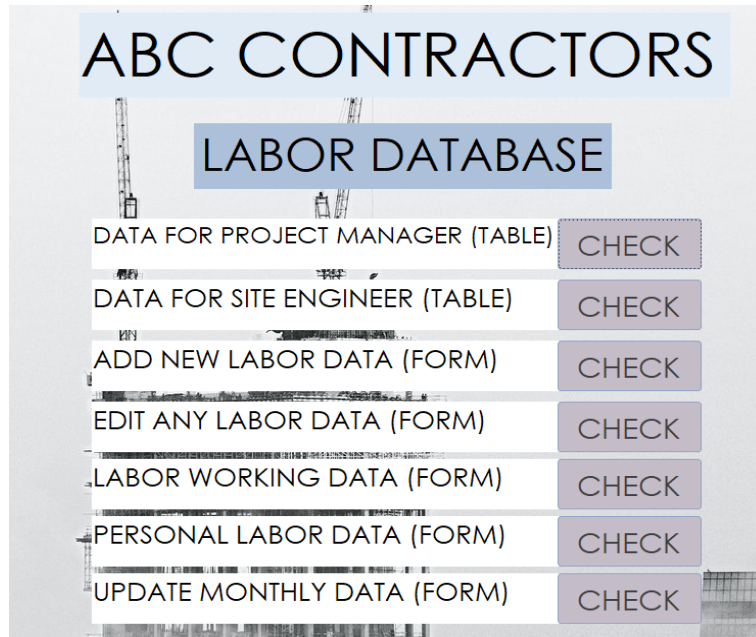 ABC CONTRACTORS
LABOR DATABASE
DATA FOR PROJECT MANAGER (TABLE) CHECK
DATA FOR SITE ENGINEER (TABLE) CHECK
ADD NEW LABOR DATA (FORM) CHECK
EDIT ANY LABOR DATA (FORM) CHECK
LABOR WORKING DATA (FORM) CHECK
PERSONAL LABOR DATA (FORM) CHECK
UPDATE MONTHLY DATA (FORM) CHECK